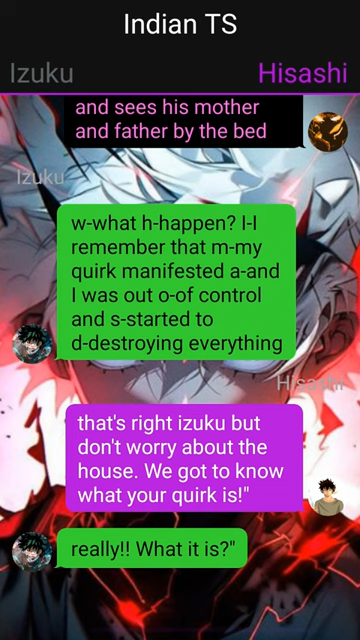 Indian TS
Izuku Hisashi
and sees his mother
and father by the bed
Izuku
w-what h-happen? I-I
remember that m-my
quirk manifested a-and
I was out o-of control
and s-started to
d-destroying everything
Hisashi
that's right izuku but
don't worry about the
house. We got to know
what your quirk is!"
really!! What it is?"